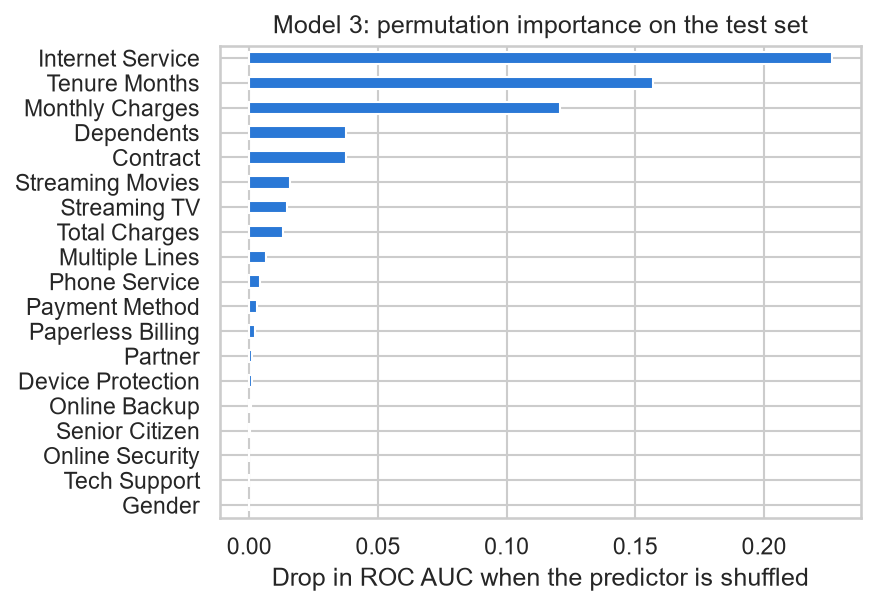 Model 3: permutation importance on the test set
Internet Service
Tenure Months
Monthly Charges
Dependents
Contract
Streaming Movies
Streaming TV
Total Charges
Multiple Lines
Phone Service
Payment Method
Paperless Billing
Partner
Device Protection
Online Backup
Senior Citizen
Online Security
Tech Support
Gender
0.00 0.05 0.10 0.15 0.20
Drop in ROC AUC when the predictor is shuffled